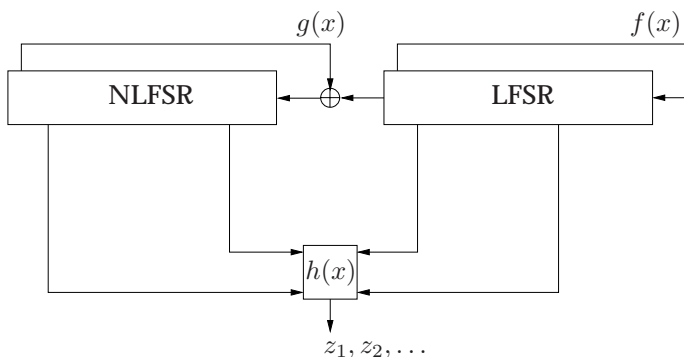 g(x) f(x)
NLFSR ⊕ LFSR
h(x)
z₁, z₂, . . .